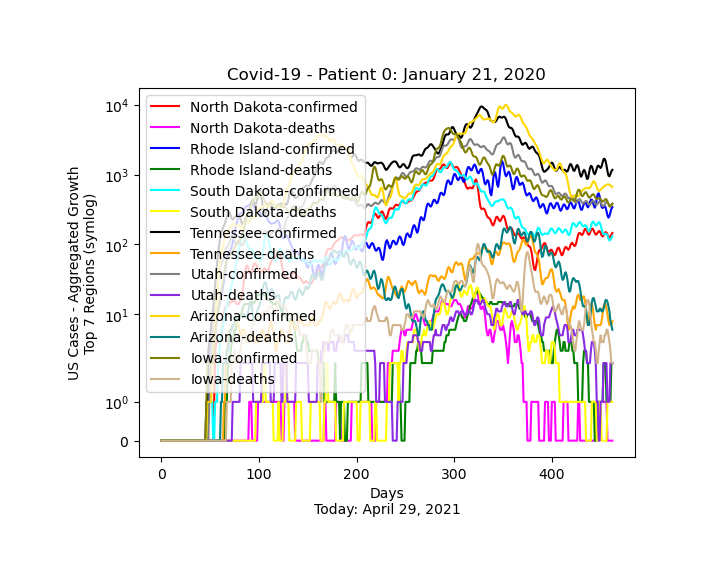 Covid-19 - Patient 0: January 21, 2020
US Cases - Aggregated Growth
Top 7 Regions (symlog)
10⁴
10³
10²
10¹
10⁰
0
North Dakota-confirmed
North Dakota-deaths
Rhode Island-confirmed
Rhode Island-deaths
South Dakota-confirmed
South Dakota-deaths
Tennessee-confirmed
Tennessee-deaths
Utah-confirmed
Utah-deaths
Arizona-confirmed
Arizona-deaths
Iowa-confirmed
Iowa-deaths
0 100 200 300 400
Days
Today: April 29, 2021